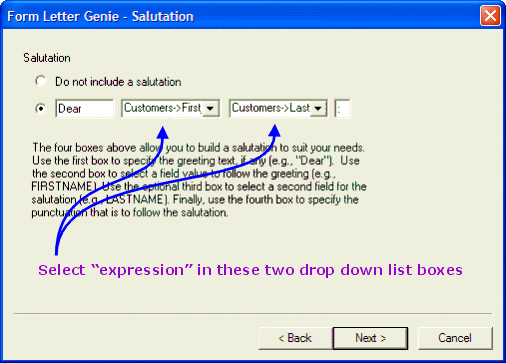 Form Letter Genie - Salutation
Salutation
Do not include a salutation
Dear Customers->First Customers->Last :
The four boxes above allow you to build a salutation to suit your needs.
Use the first box to specify the greeting text, if any (e.g., "Dear"). Use
the second box to select a field value to follow the greeting (e.g.,
FIRSTNAME). Use the optional third box to select a second field for the
salutation (e.g., LASTNAME). Finally, use the fourth box to specify the
punctuation that is to follow the salutation.
Select “expression” in these two drop down list boxes
< Back Next > Cancel